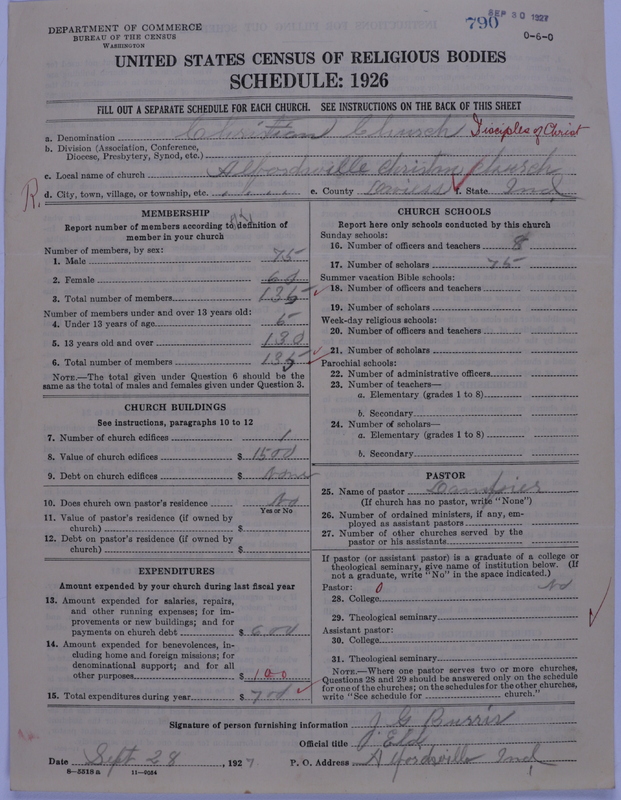 DEPARTMENT OF COMMERCE
BUREAU OF THE CENSUS
WASHINGTON
790
SEP 30 1927
0-6-0
UNITED STATES CENSUS OF RELIGIOUS BODIES
SCHEDULE: 1926
FILL OUT A SEPARATE SCHEDULE FOR EACH CHURCH. SEE INSTRUCTIONS ON THE BACK OF THIS SHEET
a. Denomination Christian Church Disciples of Christ
b. Division (Association, Conference, Diocese, Presbytery, Synod, etc.)
c. Local name of church Alfordsville Christian Church
R.
d. City, town, village, or township, etc. e. County Daviess f. State Ind
MEMBERSHIP
Report number of members according to definition of member in your church
Number of members, by sex:
1. Male 75
2. Female 60
3. Total number of members 135
Number of members under and over 13 years old:
4. Under 13 years of age 5
5. 13 years old and over 130
6. Total number of members 135
NOTE.—The total given under Question 6 should be the same as the total of males and females given under Question 3.
CHURCH BUILDINGS
See instructions, paragraphs 10 to 12
7. Number of church edifices 1
8. Value of church edifices $ 1500
9. Debt on church edifices $ None
10. Does church own pastor's residence No
Yes or No
11. Value of pastor's residence (if owned by church) $
12. Debt on pastor's residence (if owned by church) $
EXPENDITURES
Amount expended by your church during last fiscal year
13. Amount expended for salaries, repairs, and other running expenses; for improvements or new buildings; and for payments on church debt $ 600
14. Amount expended for benevolences, including home and foreign missions; for denominational support; and for all other purposes $ 100
15. Total expenditures during year $ 700
CHURCH SCHOOLS
Report here only schools conducted by this church
Sunday schools:
16. Number of officers and teachers 8
17. Number of scholars 75
Summer vacation Bible schools:
18. Number of officers and teachers
19. Number of scholars
Week-day religious schools:
20. Number of officers and teachers
21. Number of scholars
Parochial schools:
22. Number of administrative officers
23. Number of teachers—
a. Elementary (grades 1 to 8)
b. Secondary
24. Number of scholars—
a. Elementary (grades 1 to 8)
b. Secondary
PASTOR
25. Name of pastor
(If church has no pastor, write "None")
26. Number of ordained ministers, if any, employed as assistant pastors
27. Number of other churches served by the pastor or his assistants
If pastor (or assistant pastor) is a graduate of a college or theological seminary, give name of institution below. (If not a graduate, write "No" in the space indicated.)
Pastor: 0 No
28. College
29. Theological seminary
Assistant pastor:
30. College
31. Theological seminary
NOTE.—Where one pastor serves two or more churches, Questions 28 and 29 should be answered only on the schedule for one of the churches; on the schedules for the other churches, write "See schedule for church."
Signature of person furnishing information J G Burris
Official title Eld
Date Sept 28, 1927 P. O. Address Alfordsville Ind
8-5518a 11-9034